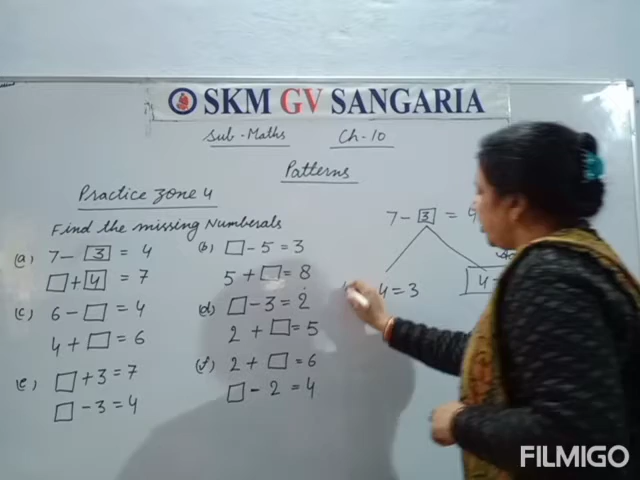 SKM GV SANGARIA
Sub - Maths Ch-10
Patterns
Practice Zone 4
Find the missing Numberals
(a) 7 - 3 = 4
□ + 4 = 7
(b) □ - 5 = 3
5 + □ = 8
(c) 6 - □ = 4
4 + □ = 6
(d) □ - 3 = 2
2 + □ = 5
(e) □ + 3 = 7
□ - 3 = 4
(f) 2 + □ = 6
□ - 2 = 4
7 - 3 =
4 = 3
4
FILMIGO